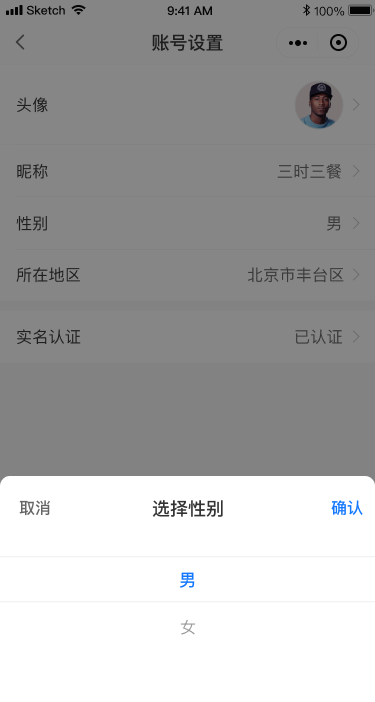 Sketch 9:41 AM 100%
账号设置
头像
昵称 三时三餐
性别 男
所在地区 北京市丰台区
实名认证 已认证
取消 选择性别 确认
男
女